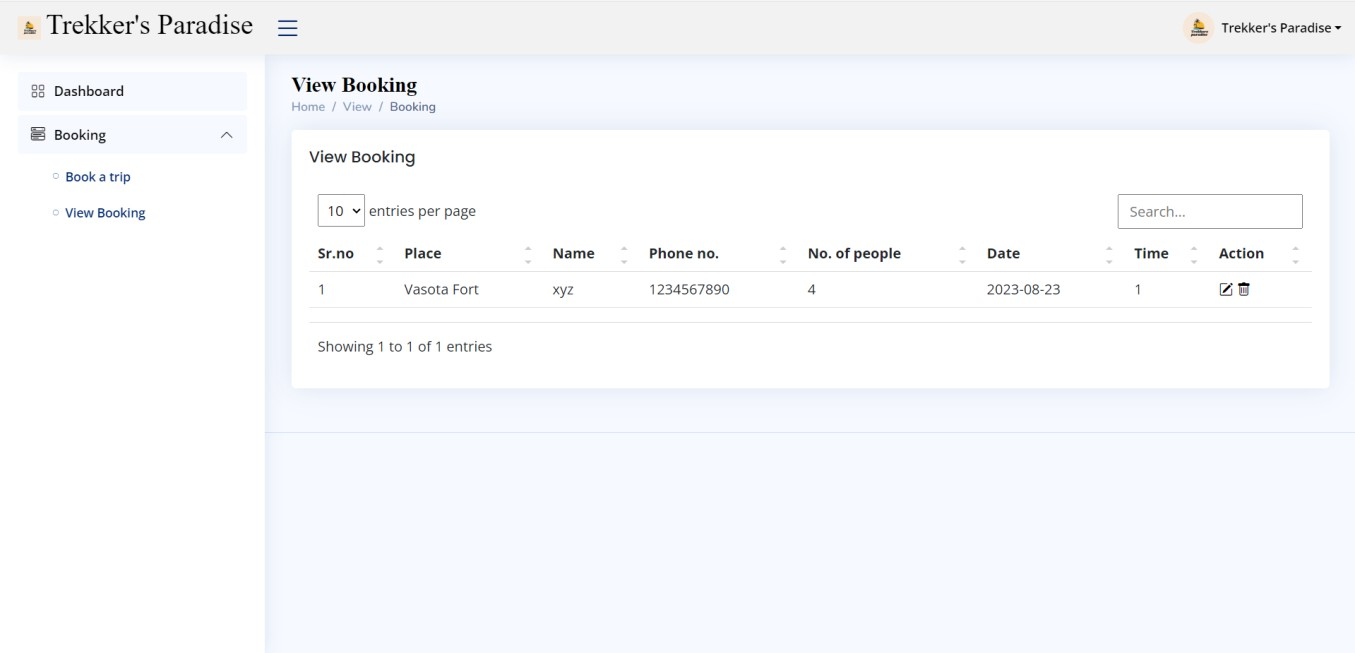 Trekker's Paradise
Trekker's Paradise
Dashboard
Booking
Book a trip
View Booking
View Booking
Home / View / Booking
View Booking
10 entries per page
Search...
Sr.no Place Name Phone no. No. of people Date Time Action
1 Vasota Fort xyz 1234567890 4 2023-08-23 1
Showing 1 to 1 of 1 entries